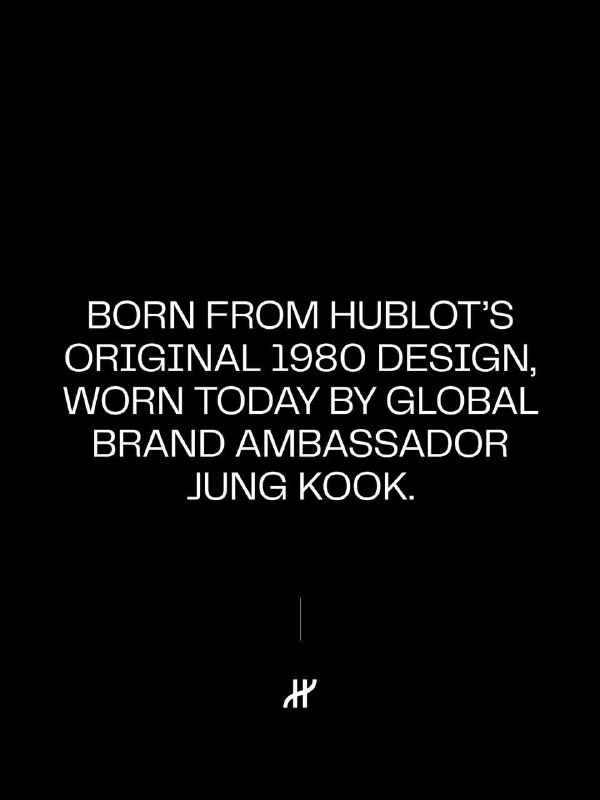 BORN FROM HUBLOT’S
ORIGINAL 1980 DESIGN,
WORN TODAY BY GLOBAL
BRAND AMBASSADOR
JUNG KOOK.